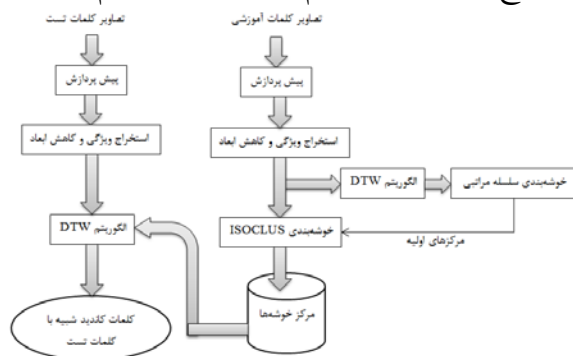 تصاویر کلمات تست
تصاویر کلمات آموزشی
پیش پردازش
پیش پردازش
استخراج ویژگی و کاهش ابعاد
استخراج ویژگی و کاهش ابعاد
الگوریتم DTW
خوشه‌بندی سلسله مراتبی
الگوریتم DTW
خوشه‌بندی ISOCLUS
مرکزهای اولیه
کلمات کاندید شبیه با
کلمات تست
مرکز خوشه‌ها